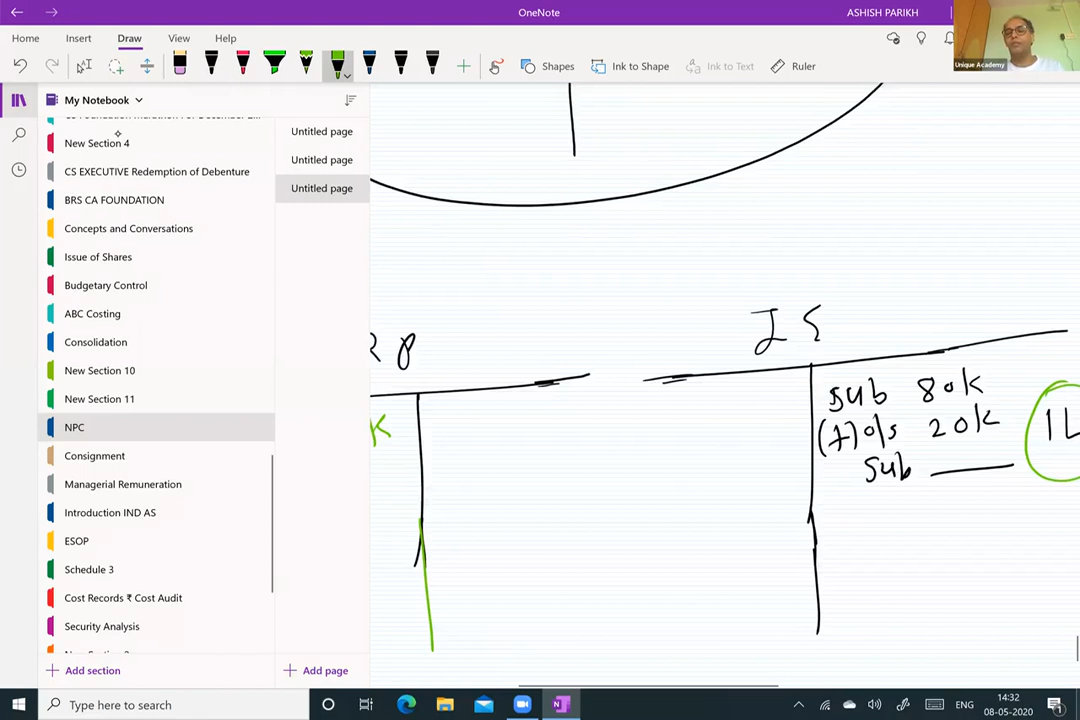 OneNote
ASHISH PARIKH
Unique Academy
Home
Insert
Draw
View
Help
Shapes
Ink to Shape
Ink to Text
Ruler
My Notebook
New Section 4
CS EXECUTIVE Redemption of Debenture
BRS CA FOUNDATION
Concepts and Conversations
Issue of Shares
Budgetary Control
ABC Costing
Consolidation
New Section 10
New Section 11
NPC
Consignment
Managerial Remuneration
Introduction IND AS
ESOP
Schedule 3
Cost Records ₹ Cost Audit
Security Analysis
Add section
Untitled page
Untitled page
Untitled page
Add page
K
sub 80K
(+) o/s 20K
sub
1L
Type here to search
ENG
14:32
08-05-2020